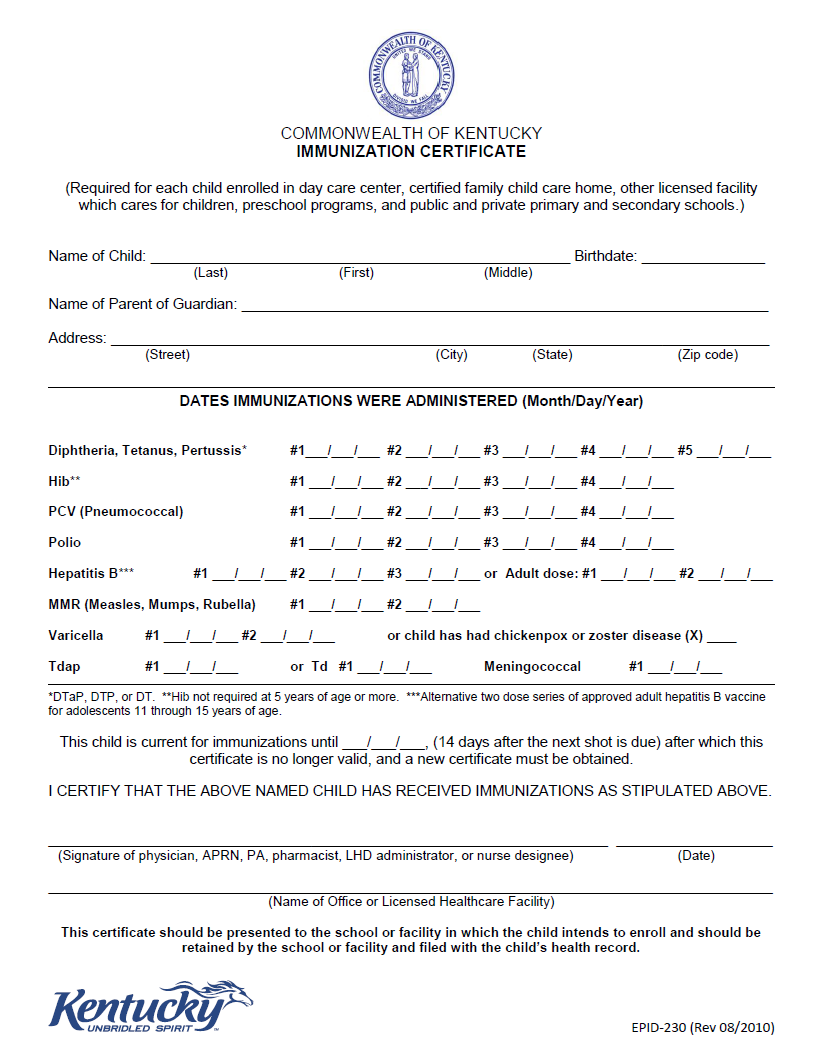 COMMONWEALTH OF KENTUCKY
UNITED WE STAND
DIVIDED WE FALL
COMMONWEALTH OF KENTUCKY
IMMUNIZATION CERTIFICATE
(Required for each child enrolled in day care center, certified family child care home, other licensed facility
which cares for children, preschool programs, and public and private primary and secondary schools.)
Name of Child: ____________________ Birthdate: __________
(Last) (First) (Middle)
Name of Parent of Guardian: ____________________
Address: ____________________
(Street) (City) (State) (Zip code)
DATES IMMUNIZATIONS WERE ADMINISTERED (Month/Day/Year)
Diphtheria, Tetanus, Pertussis* #1___/___/___ #2 ___/___/___ #3 ___/___/___ #4 ___/___/___ #5 ___/___/___
Hib** #1 ___/___/___ #2 ___/___/___ #3 ___/___/___ #4 ___/___/___
PCV (Pneumococcal) #1 ___/___/___ #2 ___/___/___ #3 ___/___/___ #4 ___/___/___
Polio #1 ___/___/___ #2 ___/___/___ #3 ___/___/___ #4 ___/___/___
Hepatitis B*** #1 ___/___/___ #2 ___/___/___ #3 ___/___/___ or Adult dose: #1 ___/___/___ #2 ___/___/___
MMR (Measles, Mumps, Rubella) #1 ___/___/___ #2 ___/___/___
Varicella #1 ___/___/___ #2 ___/___/___ or child has had chickenpox or zoster disease (X) ____
Tdap #1 ___/___/___ or Td #1 ___/___/___ Meningococcal #1 ___/___/___
*DTaP, DTP, or DT. **Hib not required at 5 years of age or more. ***Alternative two dose series of approved adult hepatitis B vaccine
for adolescents 11 through 15 years of age.
This child is current for immunizations until ___/___/___, (14 days after the next shot is due) after which this
certificate is no longer valid, and a new certificate must be obtained.
I CERTIFY THAT THE ABOVE NAMED CHILD HAS RECEIVED IMMUNIZATIONS AS STIPULATED ABOVE.
(Signature of physician, APRN, PA, pharmacist, LHD administrator, or nurse designee) (Date)
(Name of Office or Licensed Healthcare Facility)
This certificate should be presented to the school or facility in which the child intends to enroll and should be
retained by the school or facility and filed with the child's health record.
Kentucky
UNBRIDLED SPIRIT™
EPID-230 (Rev 08/2010)